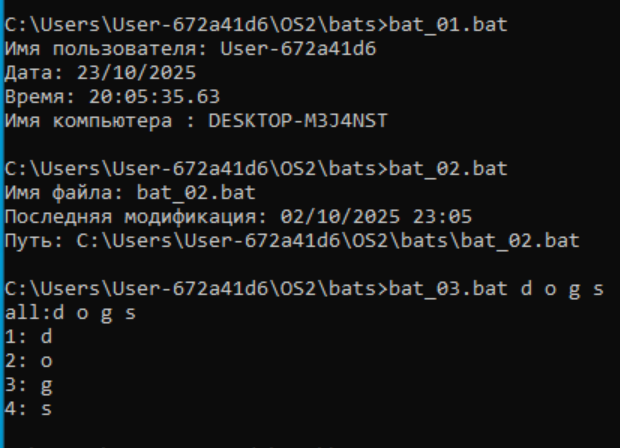 C:\Users\User-672a41d6\OS2\bats>bat_01.bat
Имя пользователя: User-672a41d6
Дата: 23/10/2025
Время: 20:05:35.63
Имя компьютера : DESKTOP-M3J4NST
C:\Users\User-672a41d6\OS2\bats>bat_02.bat
Имя файла: bat_02.bat
Последняя модификация: 02/10/2025 23:05
Путь: C:\Users\User-672a41d6\OS2\bats\bat_02.bat
C:\Users\User-672a41d6\OS2\bats>bat_03.bat d o g s
all:d o g s
1: d
2: o
3: g
4: s